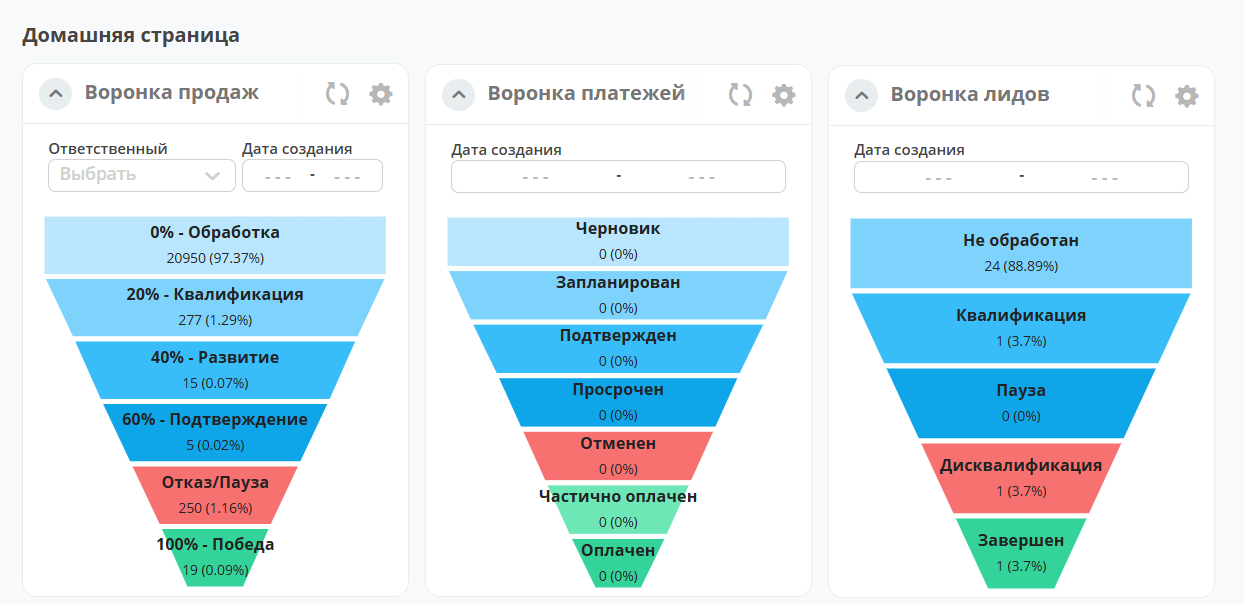 Домашняя страница
Воронка продаж
Ответственный
Дата создания
Выбрать
--- - ---
0% - Обработка
20950 (97.37%)
20% - Квалификация
277 (1.29%)
40% - Развитие
15 (0.07%)
60% - Подтверждение
5 (0.02%)
Отказ/Пауза
250 (1.16%)
100% - Победа
19 (0.09%)
Воронка платежей
Дата создания
--- - ---
Черновик
0 (0%)
Запланирован
0 (0%)
Подтвержден
0 (0%)
Просрочен
0 (0%)
Отменен
0 (0%)
Частично оплачен
0 (0%)
Оплачен
0 (0%)
Воронка лидов
Дата создания
--- - ---
Не обработан
24 (88.89%)
Квалификация
1 (3.7%)
Пауза
0 (0%)
Дисквалификация
1 (3.7%)
Завершен
1 (3.7%)